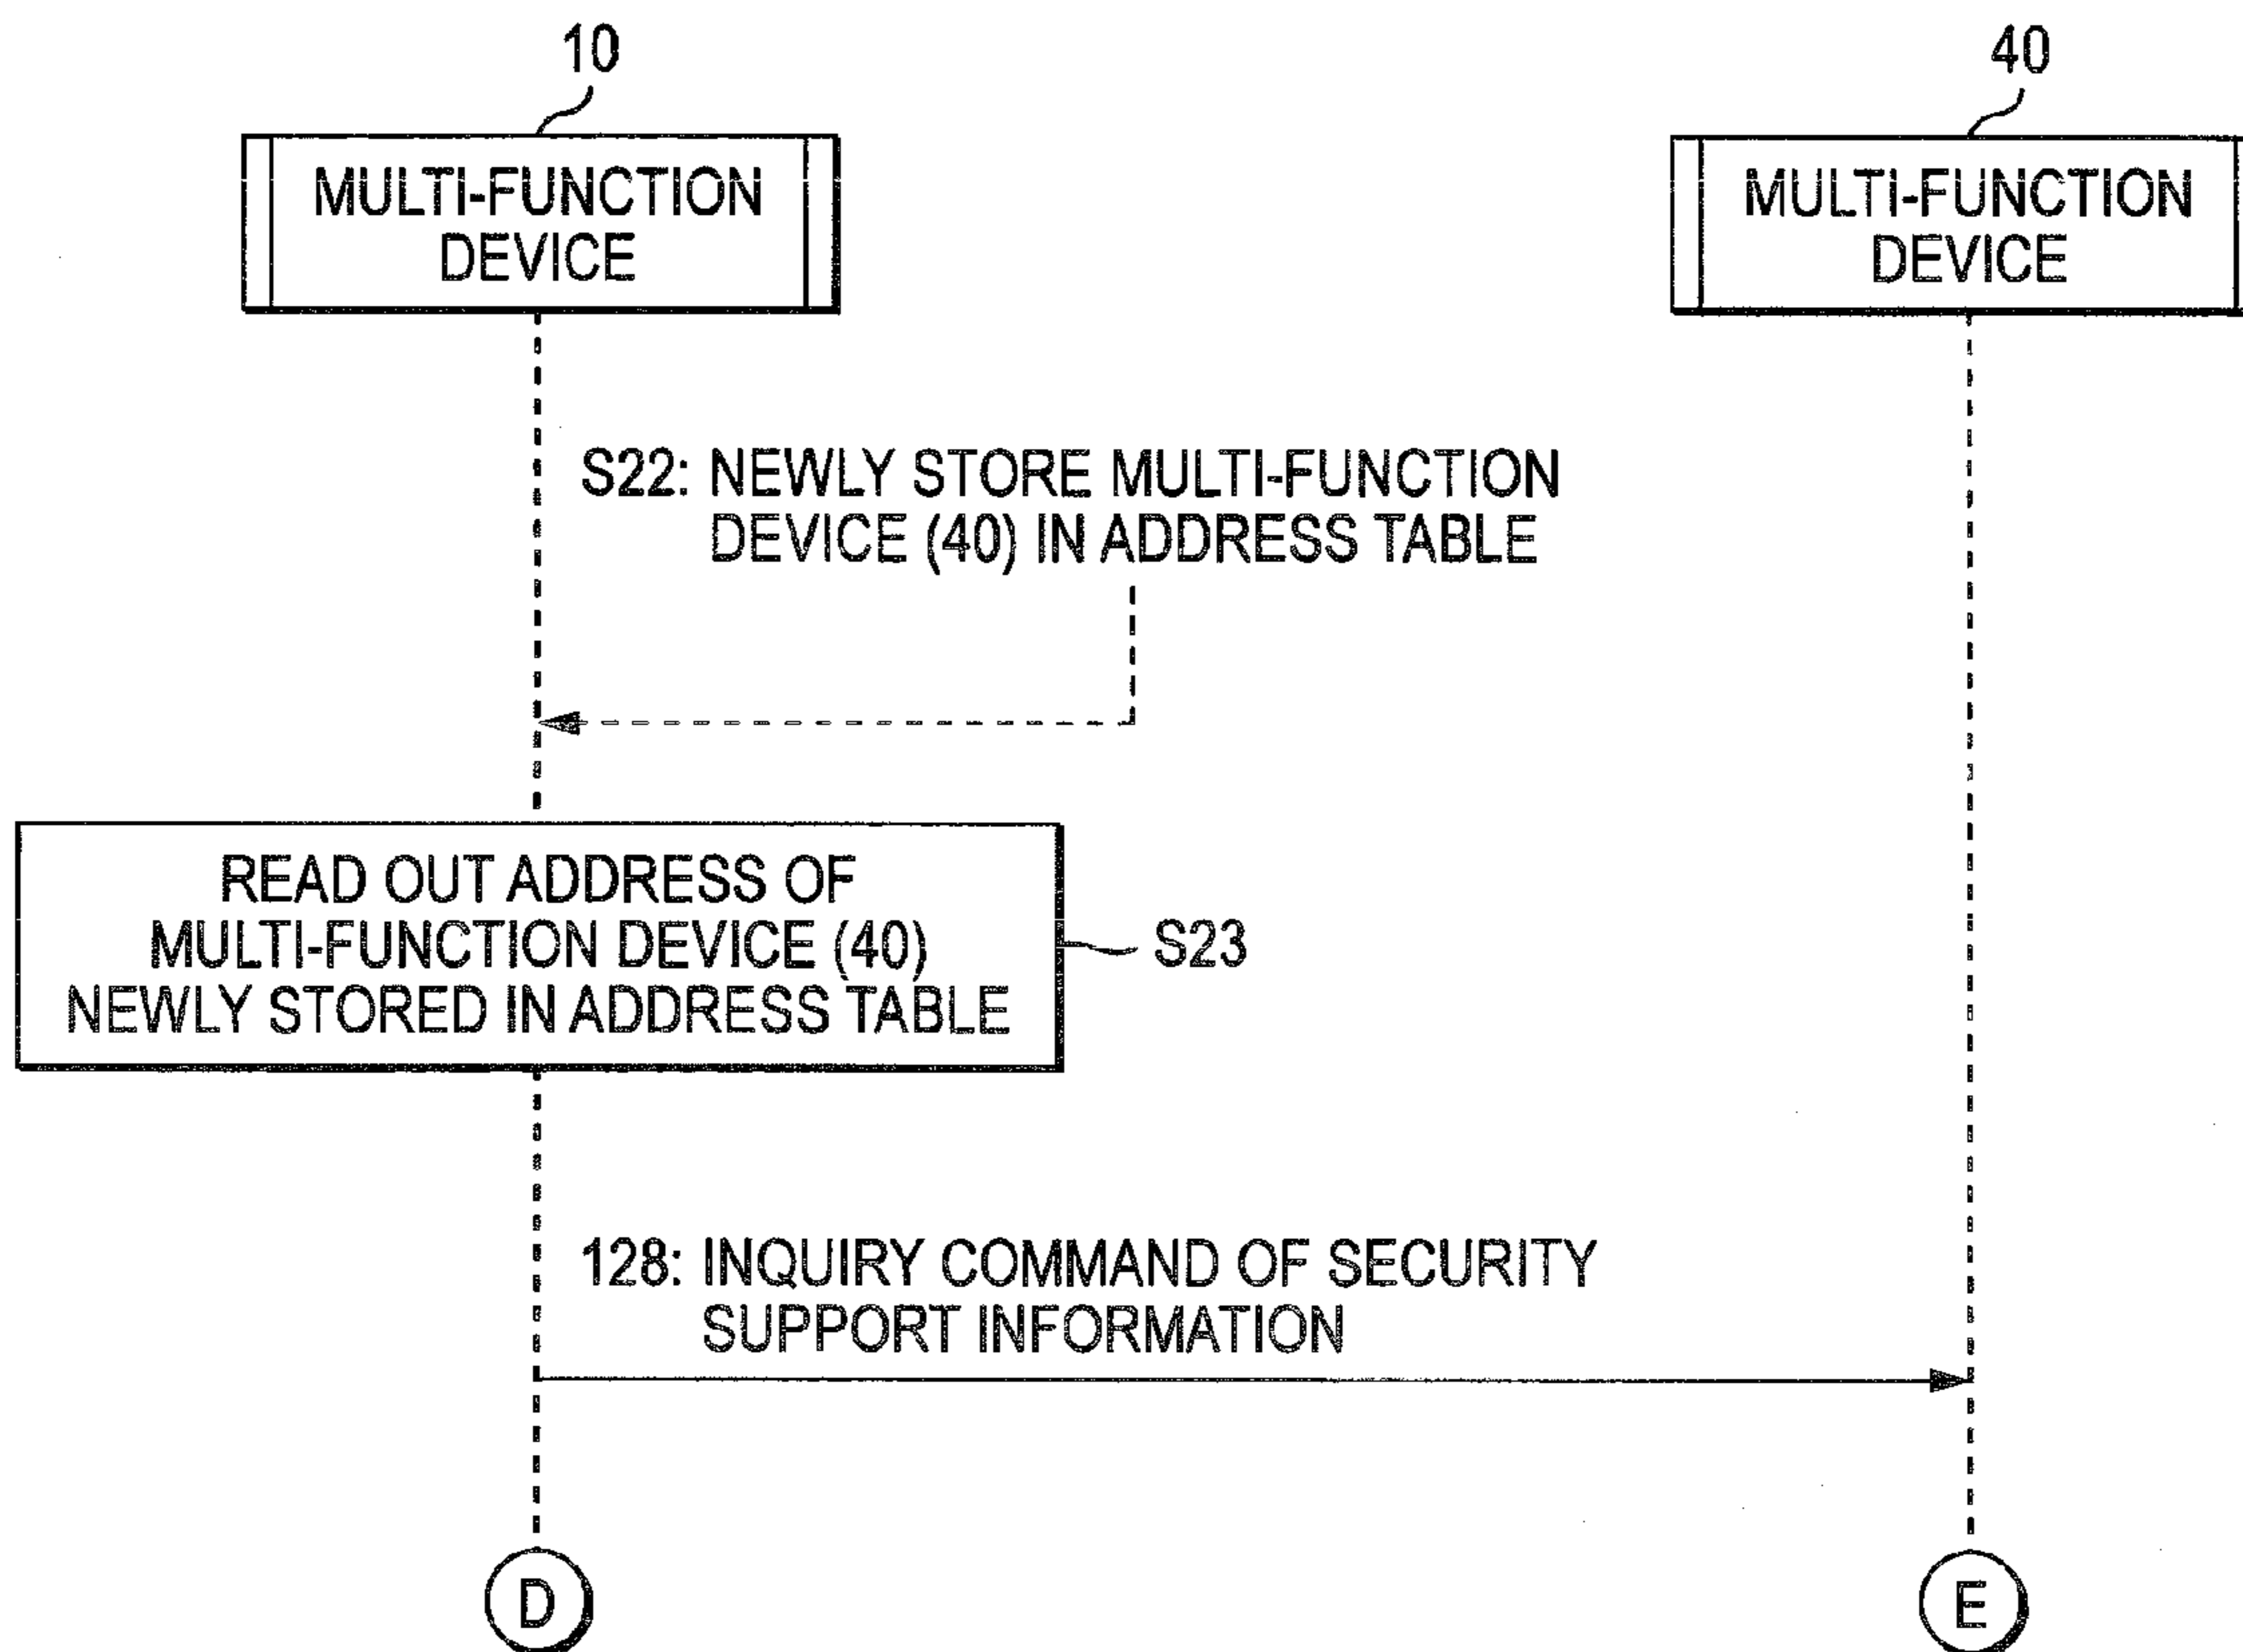 10
40
MULTI-FUNCTION
DEVICE
MULTI-FUNCTION
DEVICE
S22: NEWLY STORE MULTI-FUNCTION
DEVICE (40) IN ADDRESS TABLE
READ OUT ADDRESS OF
MULTI-FUNCTION DEVICE (40)
NEWLY STORED IN ADDRESS TABLE
S23
128: INQUIRY COMMAND OF SECURITY
SUPPORT INFORMATION
D
E